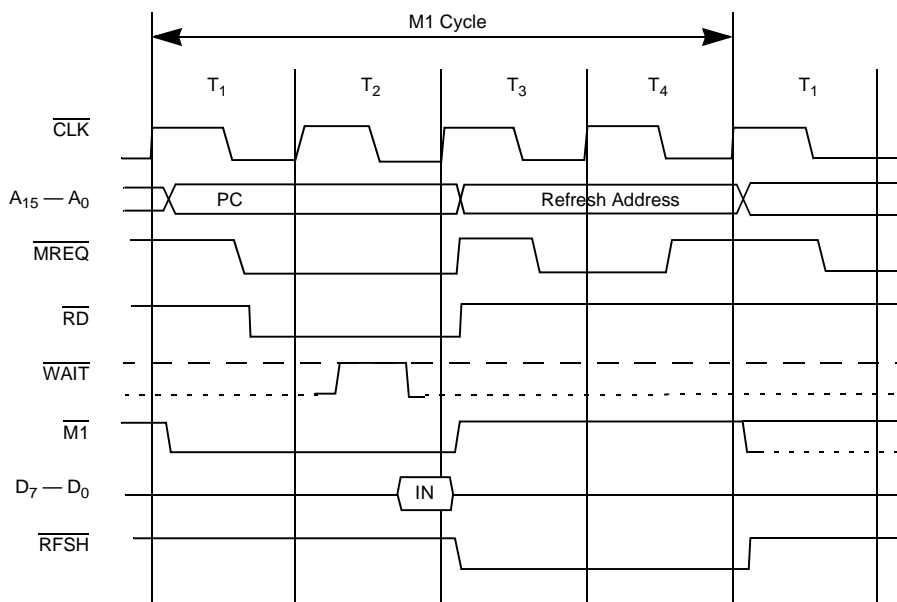 M1 Cycle
T1 T2 T3 T4 T1
CLK
A15 — A0 PC Refresh Address
MREQ
RD
WAIT
M1
D7 — D0 IN
RFSH